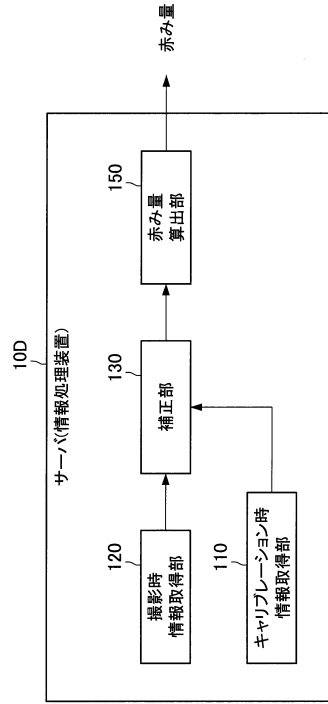 10D
サーバ(情報処理装置)
120
撮影時
情報取得部
130
補正部
150
赤み量
算出部
赤み量
110
キャリブレーション時
情報取得部